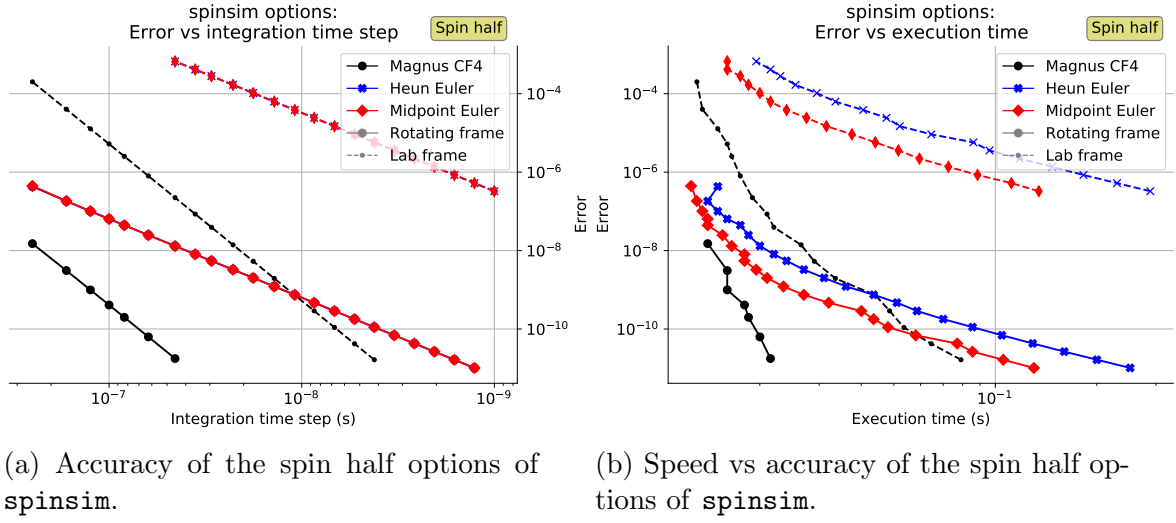 spinsim options:
Error vs integration time step
Spin half
Magnus CF4
Heun Euler
Midpoint Euler
Rotating frame
Lab frame
10⁻⁴
10⁻⁶
10⁻⁸
10⁻¹⁰
Error
10⁻⁷
10⁻⁸
10⁻⁹
Integration time step (s)
spinsim options:
Error vs execution time
Spin half
Magnus CF4
Heun Euler
Midpoint Euler
Rotating frame
Lab frame
10⁻⁴
10⁻⁶
10⁻⁸
10⁻¹⁰
Error
10⁻¹
Execution time (s)
(a) Accuracy of the spin half options of
spinsim.
(b) Speed vs accuracy of the spin half op-
tions of spinsim.